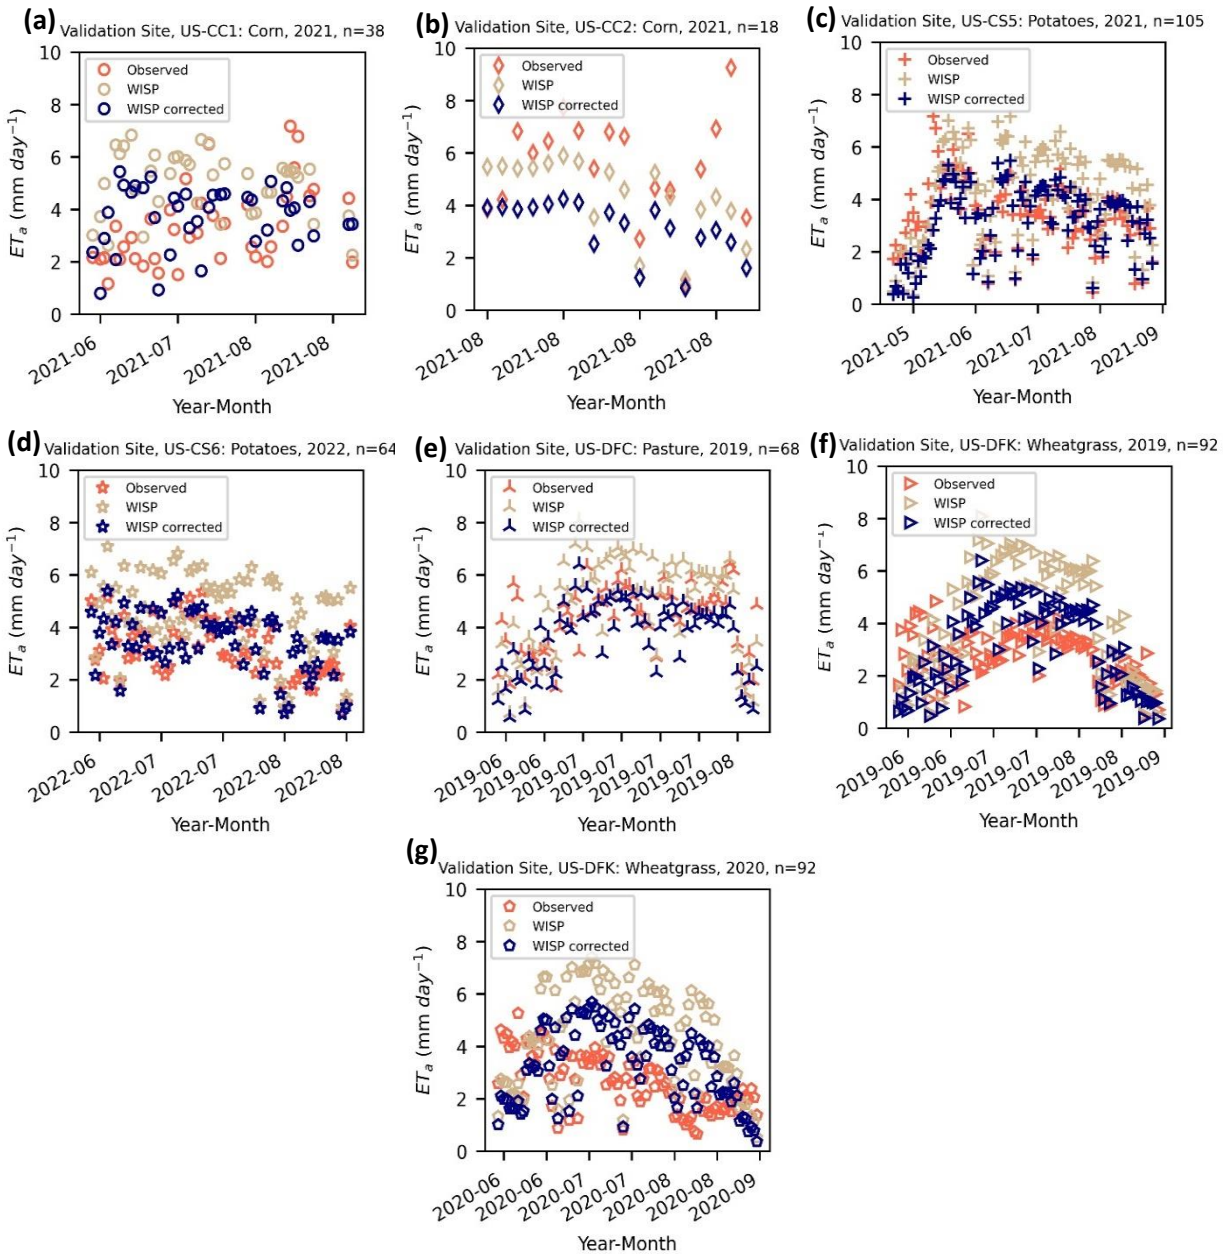 (a)
Validation Site, US-CC1: Corn, 2021, n=38
10
8
6
4
2
0
ETa (mm day−1)
Observed
WISP
WISP corrected
2021-06
2021-07
2021-08
2021-08
Year-Month
(b)
Validation Site, US-CC2: Corn, 2021, n=18
10
8
6
4
2
0
ETa (mm day−1)
Observed
WISP
WISP corrected
2021-08
2021-08
2021-08
2021-08
Year-Month
(c)
Validation Site, US-CS5: Potatoes, 2021, n=105
10
8
6
4
2
0
ETa (mm day−1)
Observed
WISP
WISP corrected
2021-05
2021-06
2021-07
2021-08
2021-09
Year-Month
(d)
Validation Site, US-CS6: Potatoes, 2022, n=64
10
8
6
4
2
0
ETa (mm day−1)
Observed
WISP
WISP corrected
2022-06
2022-07
2022-07
2022-08
2022-08
Year-Month
(e)
Validation Site, US-DFC: Pasture, 2019, n=68
10
8
6
4
2
0
ETa (mm day−1)
Observed
WISP
WISP corrected
2019-06
2019-06
2019-07
2019-07
2019-07
2019-07
2019-08
Year-Month
(f)
Validation Site, US-DFK: Wheatgrass, 2019, n=92
10
8
6
4
2
0
ETa (mm day−1)
Observed
WISP
WISP corrected
2019-06
2019-06
2019-07
2019-07
2019-08
2019-08
2019-09
Year-Month
(g)
Validation Site, US-DFK: Wheatgrass, 2020, n=92
10
8
6
4
2
0
ETa (mm day−1)
Observed
WISP
WISP corrected
2020-06
2020-06
2020-07
2020-07
2020-08
2020-08
2020-09
Year-Month